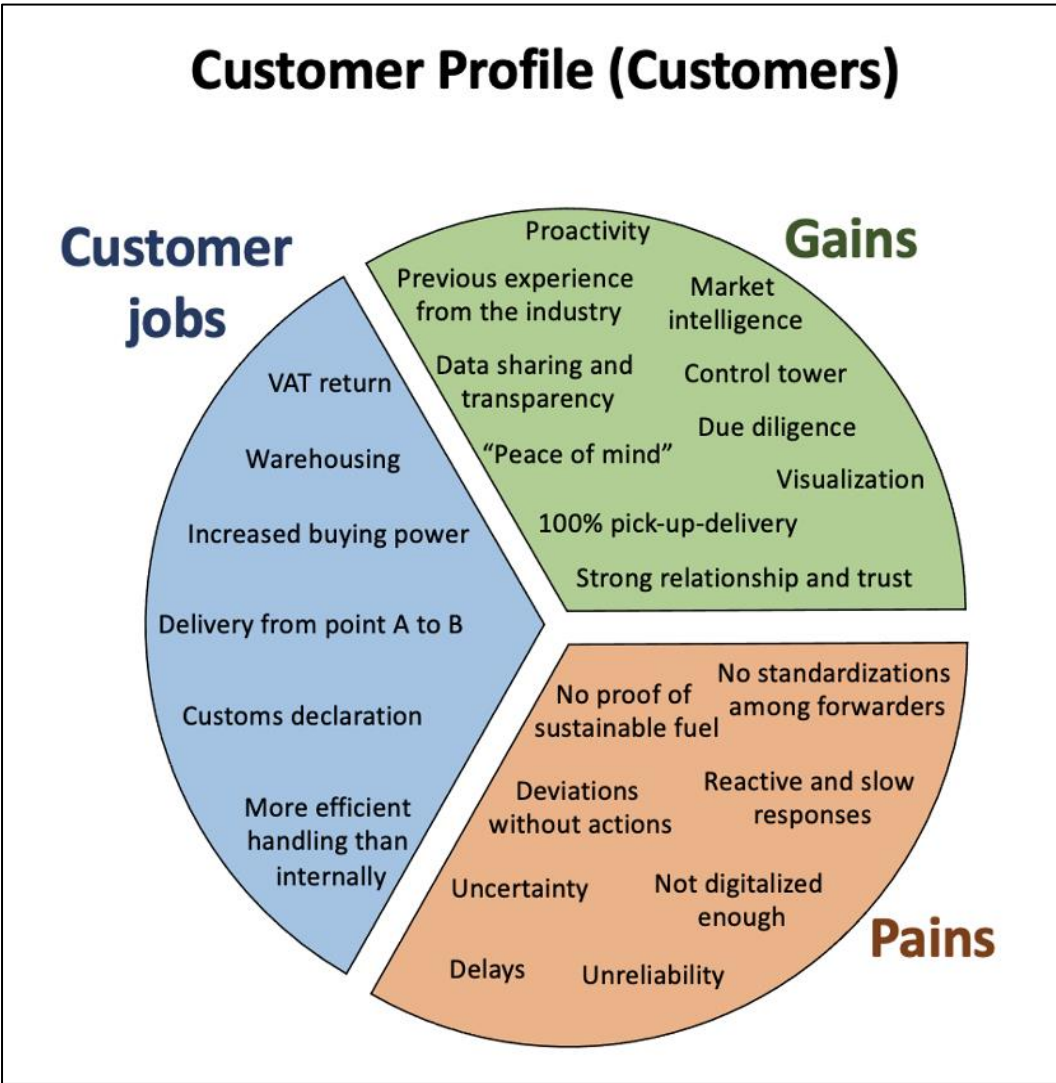 Customer Profile (Customers)
Customer
jobs
VAT return
Warehousing
Increased buying power
Delivery from point A to B
Customs declaration
More efficient
handling than
internally
Gains
Proactivity
Previous experience
from the industry
Market
intelligence
Data sharing and
transparency
Control tower
Due diligence
“Peace of mind”
Visualization
100% pick-up-delivery
Strong relationship and trust
No proof of
sustainable fuel
No standardizations
among forwarders
Deviations
without actions
Reactive and slow
responses
Uncertainty
Not digitalized
enough
Delays
Unreliability
Pains